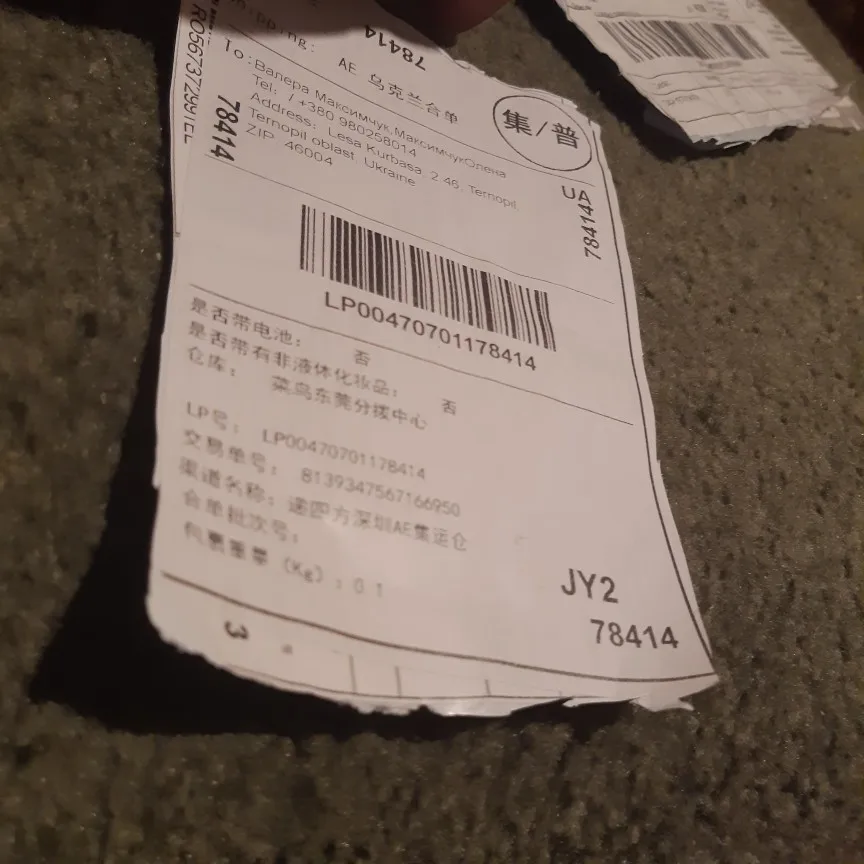 pping:
78414
AE 乌克兰合单
集/普
RO567372991EL
78414
To:Валера Максимчук,МаксимчукОлена
Tel: / +380 980258014
Address: Lesa Kurbasa 2.46, Ternopil
Ternopil oblast Ukraine
ZIP 46004
UA
78414
LP00470701178414
是否带电池: 否
是否带有非液体化妆品: 否
仓库: 菜鸟东莞分拨中心
LP号: LP00470701178414
交易单号: 8139347567166950
渠道名称: 递四方深圳AE集运仓
合单批次号:
包裹重量 (Kg): 0.1
JY2
78414
3